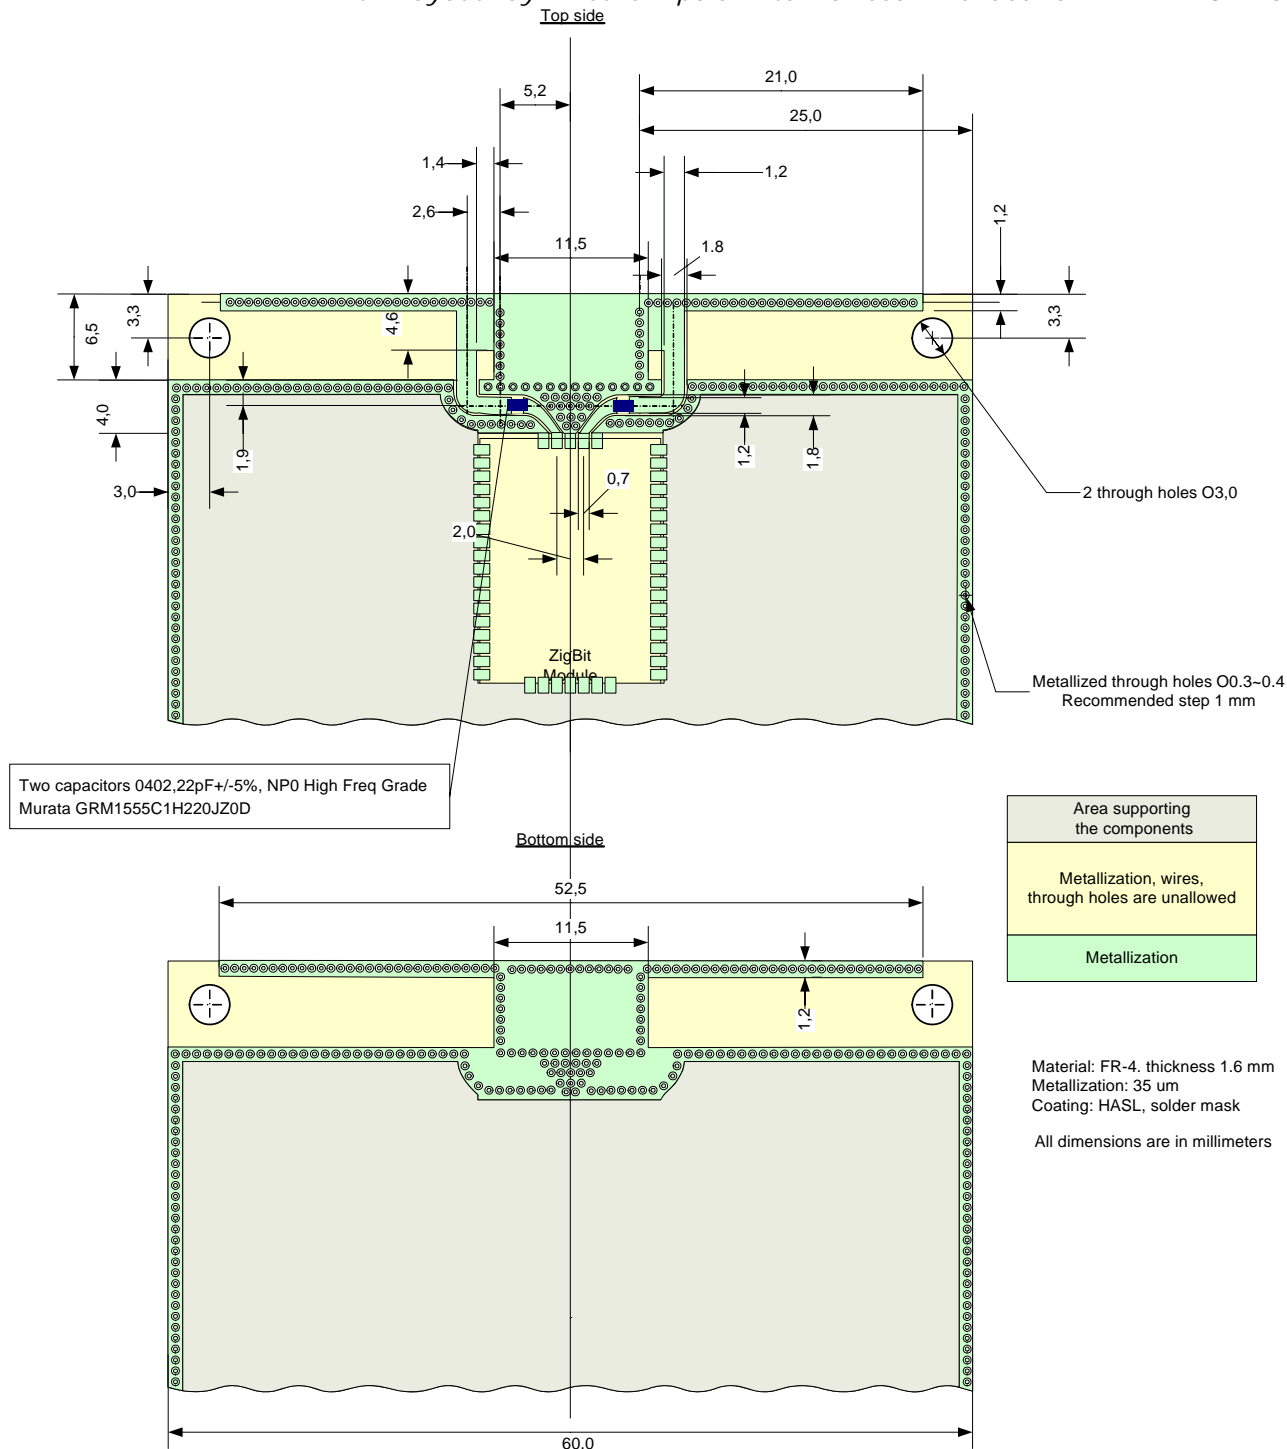 Top side
21,0
5,2
25,0
1,4
1,2
2,6
1,2
11,5
1.8
3,3
6,5
4,6
3,3
4,0
1,9
1,2
1,8
3,0
0,7
2 through holes O3,0
2,0
ZigBit
Module
Metallized through holes O0.3~0.4
Recommended step 1 mm
Two capacitors 0402,22pF+/-5%, NP0 High Freq Grade
Murata GRM1555C1H220JZ0D
Area supporting
the components
Metallization, wires,
through holes are unallowed
Metallization
Bottom side
52,5
11,5
1,2
Material: FR-4. thickness 1.6 mm
Metallization: 35 um
Coating: HASL, solder mask
All dimensions are in millimeters
60,0